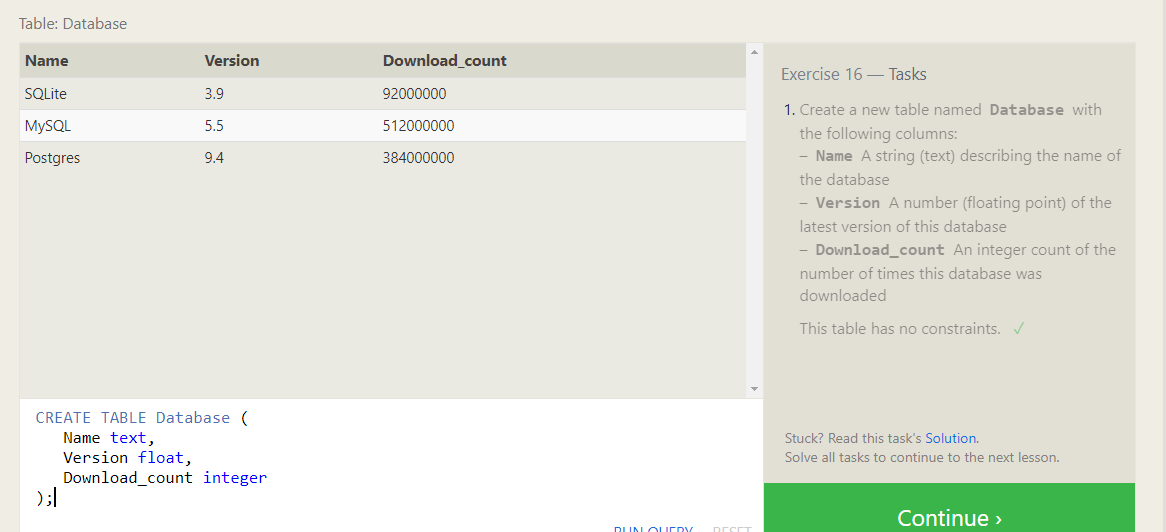 Table: Database
Name Version Download_count
SQLite 3.9 92000000
MySQL 5.5 512000000
Postgres 9.4 384000000
CREATE TABLE Database (
Name text,
Version float,
Download_count integer
);
RUN QUERY RESET
Exercise 16 — Tasks
1. Create a new table named Database with
the following columns:
– Name A string (text) describing the name of
the database
– Version A number (floating point) of the
latest version of this database
– Download_count An integer count of the
number of times this database was
downloaded
This table has no constraints. ✓
Stuck? Read this task's Solution.
Solve all tasks to continue to the next lesson.
Continue ›